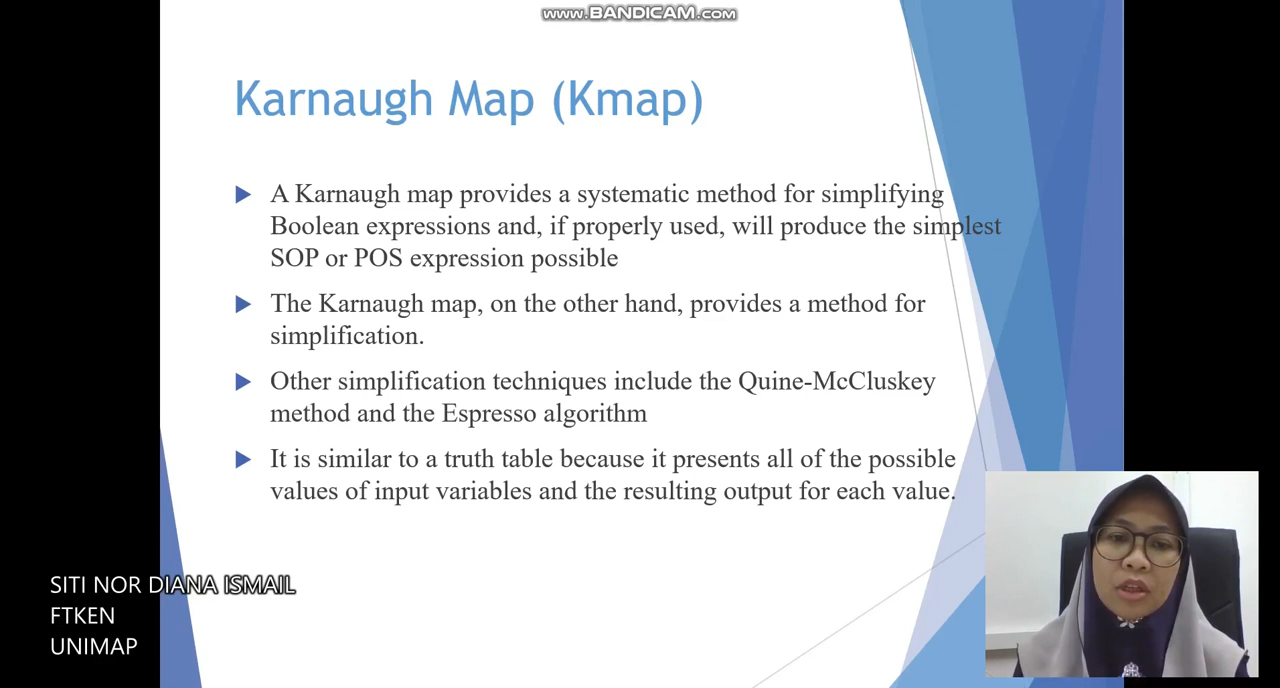 www.BANDICAM.com
Karnaugh Map (Kmap)
A Karnaugh map provides a systematic method for simplifying
Boolean expressions and, if properly used, will produce the simplest
SOP or POS expression possible
The Karnaugh map, on the other hand, provides a method for
simplification.
Other simplification techniques include the Quine-McCluskey
method and the Espresso algorithm
It is similar to a truth table because it presents all of the possible
values of input variables and the resulting output for each value.
SITI NOR DIANA ISMAIL
FTKEN
UNIMAP